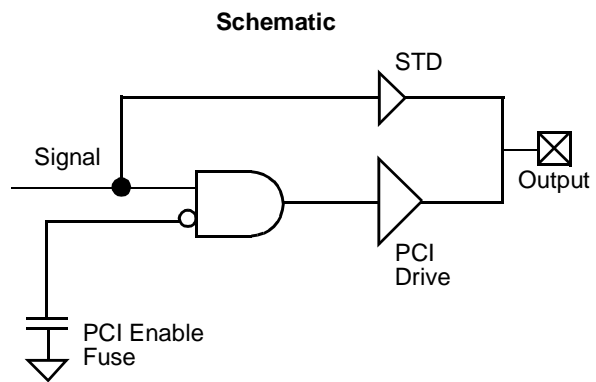 Schematic
STD
Signal
Output
PCI
Drive
PCI Enable
Fuse